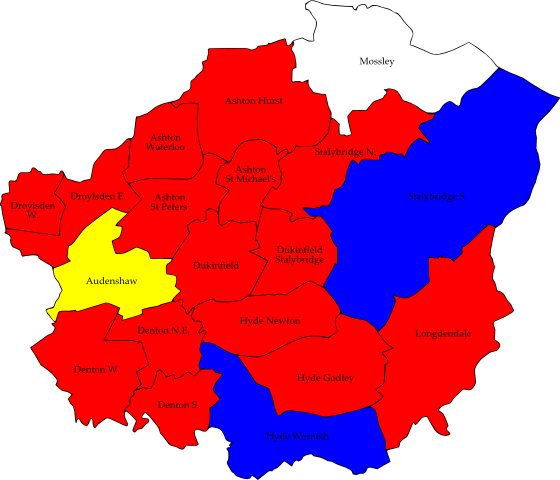 Mossley
Ashton Hurst
Ashton
Waterloo
Stalybridge N.
Ashton
St Michael's
Droylsden E.
Ashton
St Peters'
Stalybridge S.
Droylsden
W.
Dukinfield
Stalybridge
Dukinfield
Audenshaw
Hyde Newton
Denton N.E.
Longdendale
Denton W.
Hyde Godley
Denton S.
Hyde Werneth